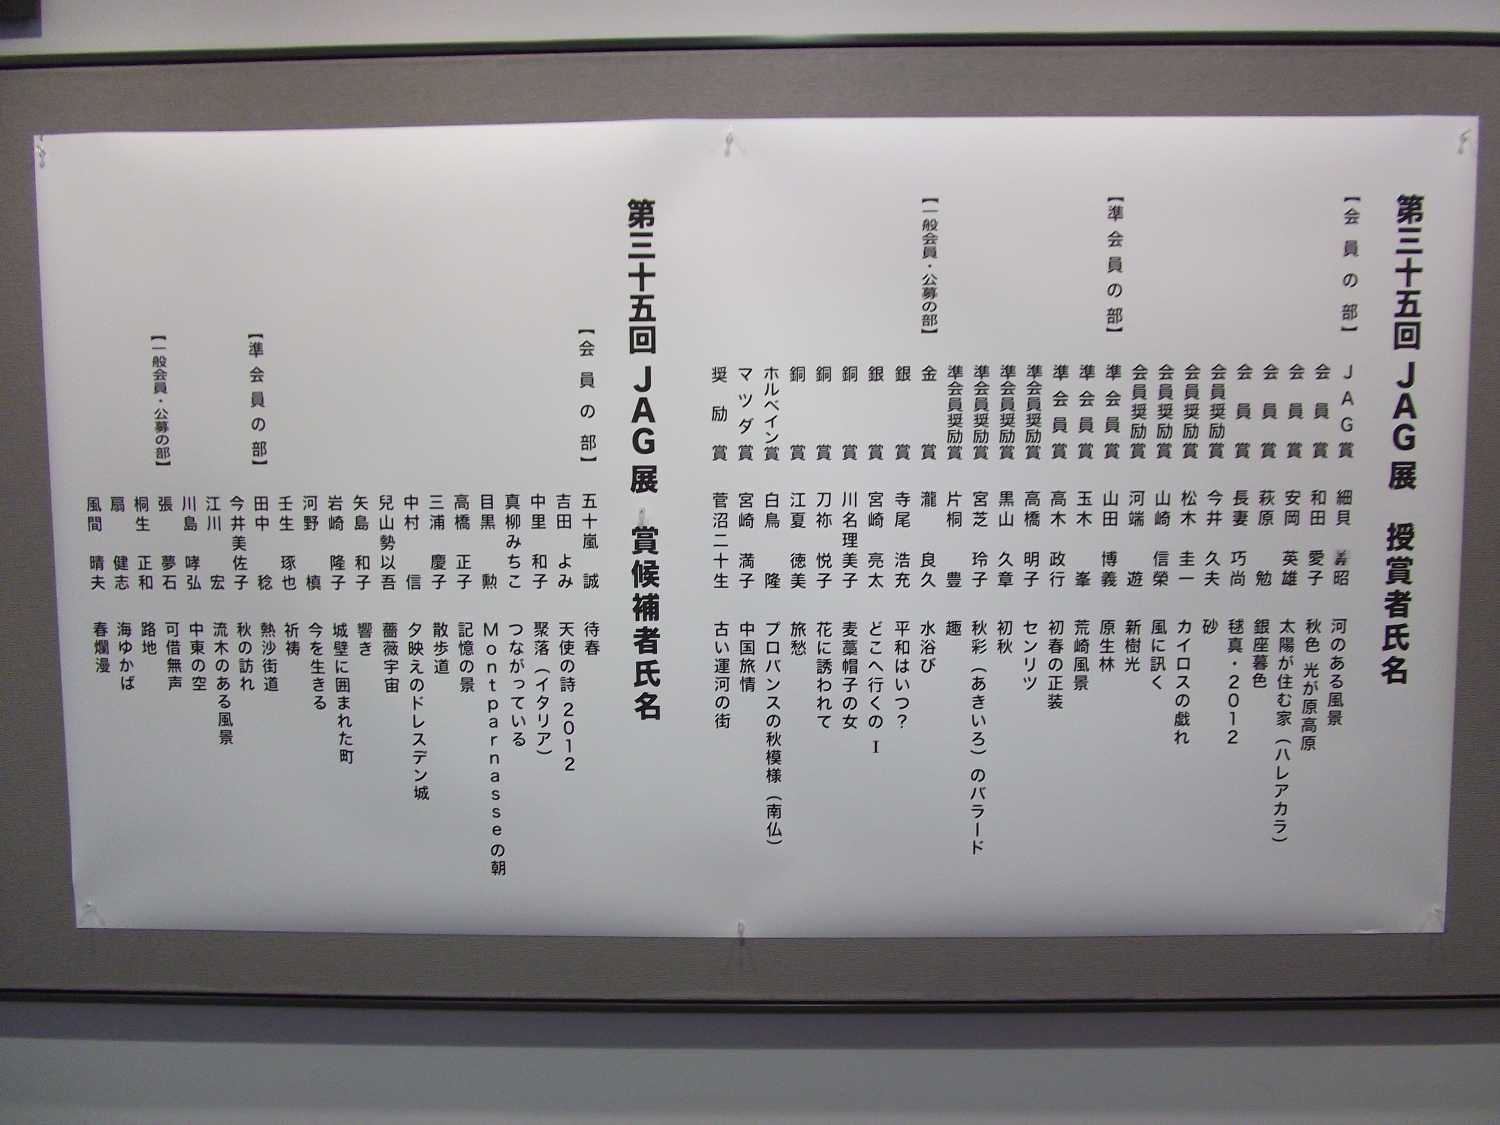 第三十五回 JAG展 授賞者氏名
【会員の部】 JAG賞 細貝 義昭 河のある風景
会員賞 和田 愛子 秋色 光が原高原
会員賞 安岡 英雄 太陽が住む家（ハレアカラ）
会員賞 萩原 勉 銀座暮色
会員賞 長妻 巧尚 毬真・2012
会員奨励賞 今井 久夫 砂
会員奨励賞 松木 圭一 カイロスの戯れ
会員奨励賞 山崎 信榮 風に訊く
会員奨励賞 河端 遊 新樹光
【準会員の部】 準会員賞 山田 博義 原生林
準会員賞 玉木 峯 荒崎風景
準会員賞 高木 政行 初春の正装
準会員奨励賞 高橋 明子 センリツ
準会員奨励賞 黒山 久章 初秋
準会員奨励賞 宮芝 玲子 秋彩（あきいろ）のバラード
準会員奨励賞 片桐 豊 趣
【一般会員・公募の部】 金賞 瀧 良久 水浴び
銀賞 寺尾 浩充 平和はいつ？
銀賞 宮崎 亮太 どこへ行くの I
銅賞 川名理美子 麦藁帽子の女
銅賞 刀祢 悦子 花に誘われて
銅賞 江夏 徳美 旅愁
ホルベイン賞 白鳥 隆 プロバンスの秋模様（南仏）
マツダ賞 宮崎 満子 中国旅情
奨励賞 菅沼二十生 古い運河の街
第三十五回 JAG展 賞候補者氏名
【会員の部】 五十嵐 誠 待春
吉田 よみ 天使の詩 2012
中里 和子 聚落（イタリア）
真柳みちこ つながっている
目黒 勲 Montparnasseの朝
高橋 正子 記憶の景
三浦 慶子 散歩道
中村 信 夕映えのドレスデン城
兒山勢以吾 薔薇宇宙
矢島 和子 響き
岩崎 隆子 城壁に囲まれた町
河野 槙 今を生きる
壬生 琢也 祈祷
【準会員の部】 田中 稔 熱沙街道
今井美佐子 秋の訪れ
江川 宏 流木のある風景
川島 哮弘 中東の空
【一般会員・公募の部】 張 夢石 可借無声
桐生 正和 路地
扇 健志 海ゆかば
風間 晴夫 春爛漫